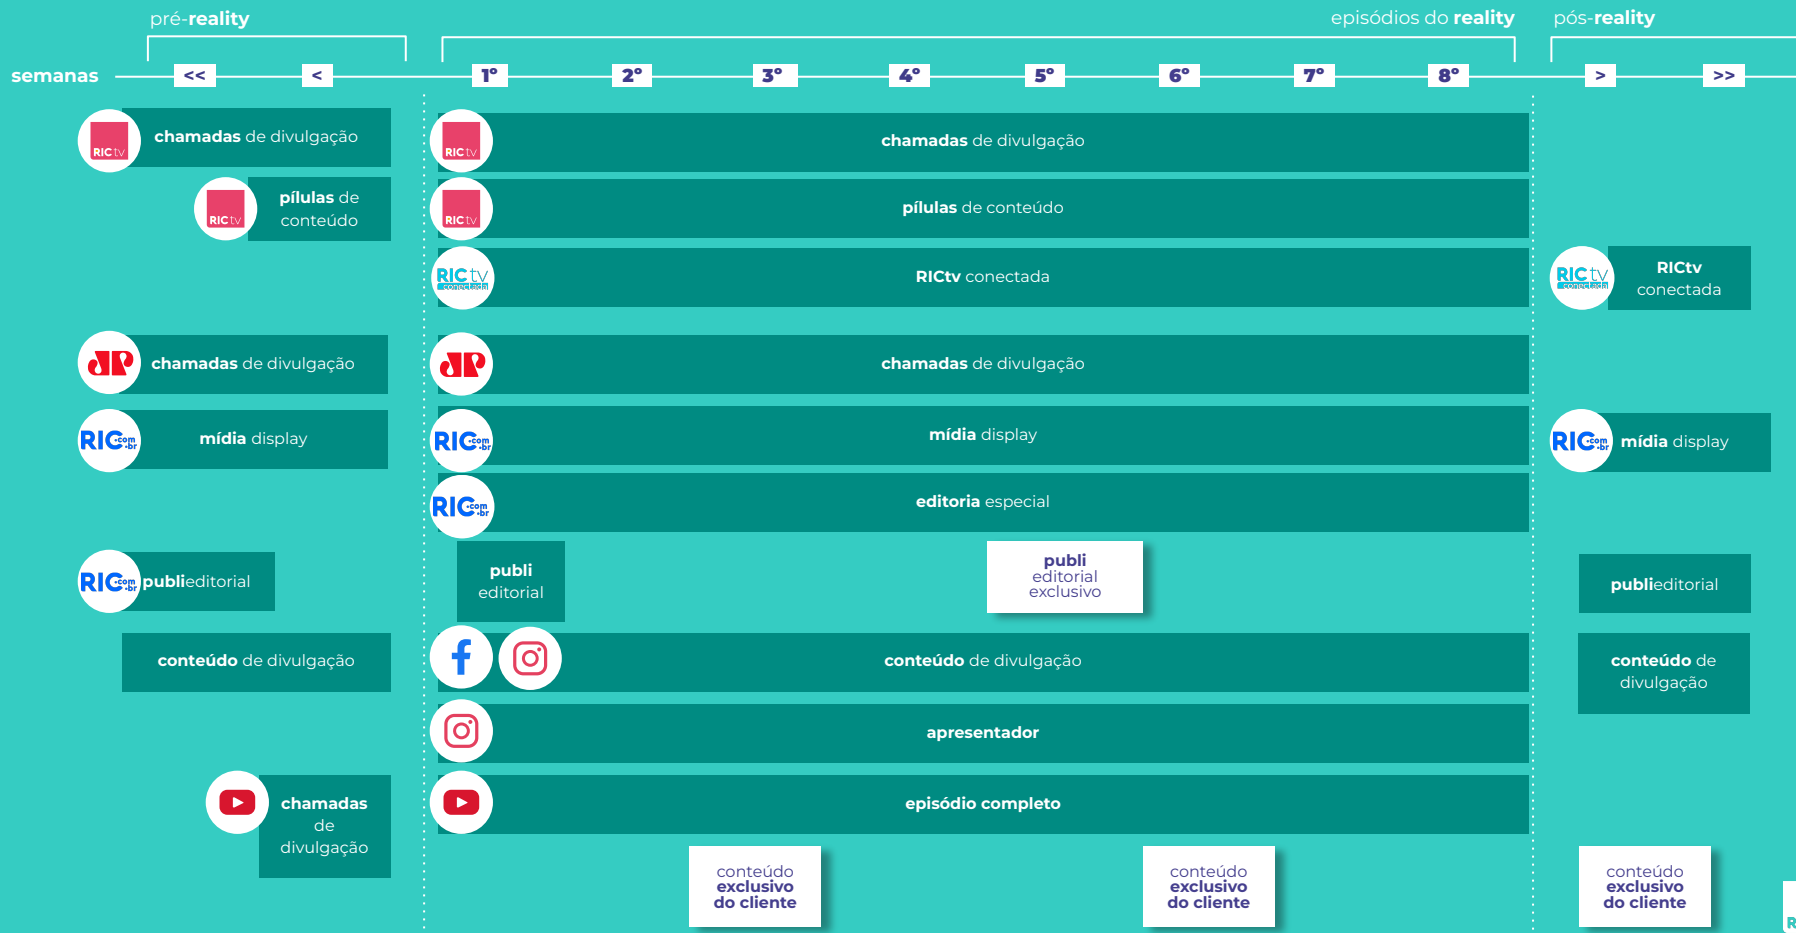 pré-reality
episódios do reality
pós-reality
semanas
<<
<
1º
2º
3º
4º
5º
6º
7º
8º
>
>>
RICtv
chamadas de divulgação
RICtv
chamadas de divulgação
RICtv
pílulas de
conteúdo
RICtv
pílulas de conteúdo
RICtv
conectada
RICtv conectada
RICtv
conectada
RICtv
conectada
JP
chamadas de divulgação
JP
chamadas de divulgação
RIC.com
.br
mídia display
RIC.com
.br
mídia display
RIC.com
.br
mídia display
RIC.com
.br
editoria especial
RIC.com
.br
publieditorial
publi
editorial
publi
editorial
exclusivo
publieditorial
conteúdo de divulgação
conteúdo de divulgação
conteúdo de
divulgação
apresentador
chamadas
de
divulgação
episódio completo
conteúdo
exclusivo
do cliente
conteúdo
exclusivo
do cliente
conteúdo
exclusivo
do cliente